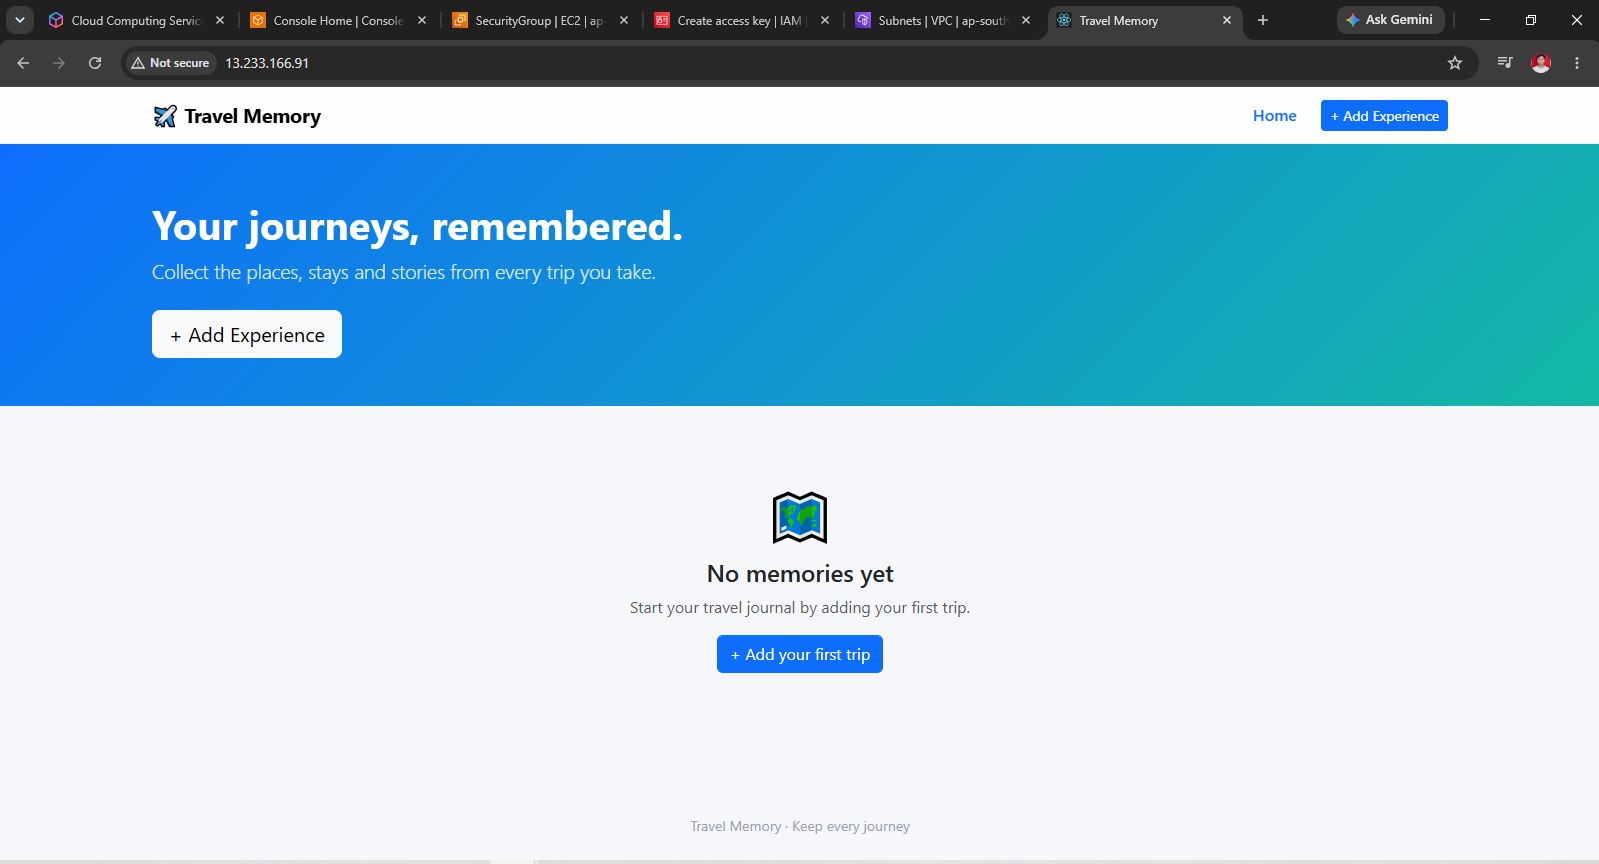 Cloud Computing Servic
Console Home | Console
SecurityGroup | EC2 | ap-
Create access key | IAM
Subnets | VPC | ap-south
Travel Memory
Ask Gemini
Not secure
13.233.166.91
Travel Memory
Home
+ Add Experience
Your journeys, remembered.
Collect the places, stays and stories from every trip you take.
+ Add Experience
No memories yet
Start your travel journal by adding your first trip.
+ Add your first trip
Travel Memory · Keep every journey